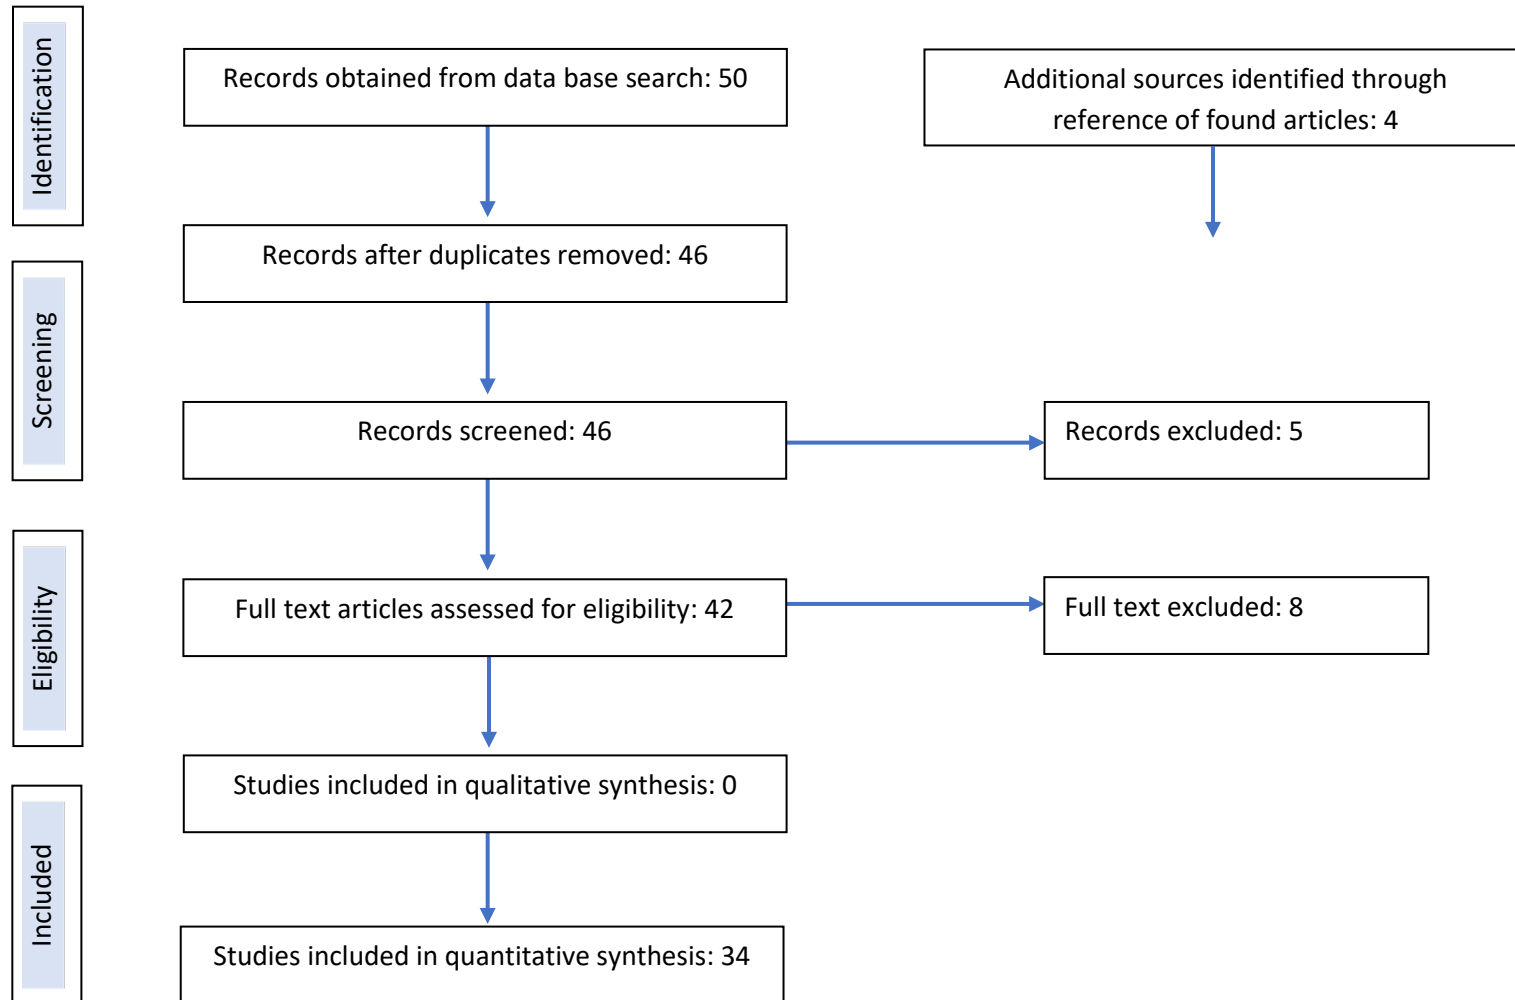 Identification
Records obtained from data base search: 50
Additional sources identified through
reference of found articles: 4
Records after duplicates removed: 46
Screening
Records screened: 46
Records excluded: 5
Eligibility
Full text articles assessed for eligibility: 42
Full text excluded: 8
Studies included in qualitative synthesis: 0
Included
Studies included in quantitative synthesis: 34